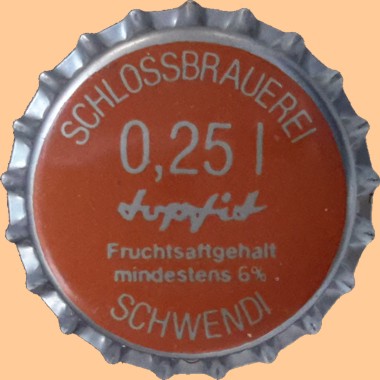 SCHLOSSBRAUEREI
0,25 l
Fruchtsaftgehalt
mindestens 6%
SCHWENDI